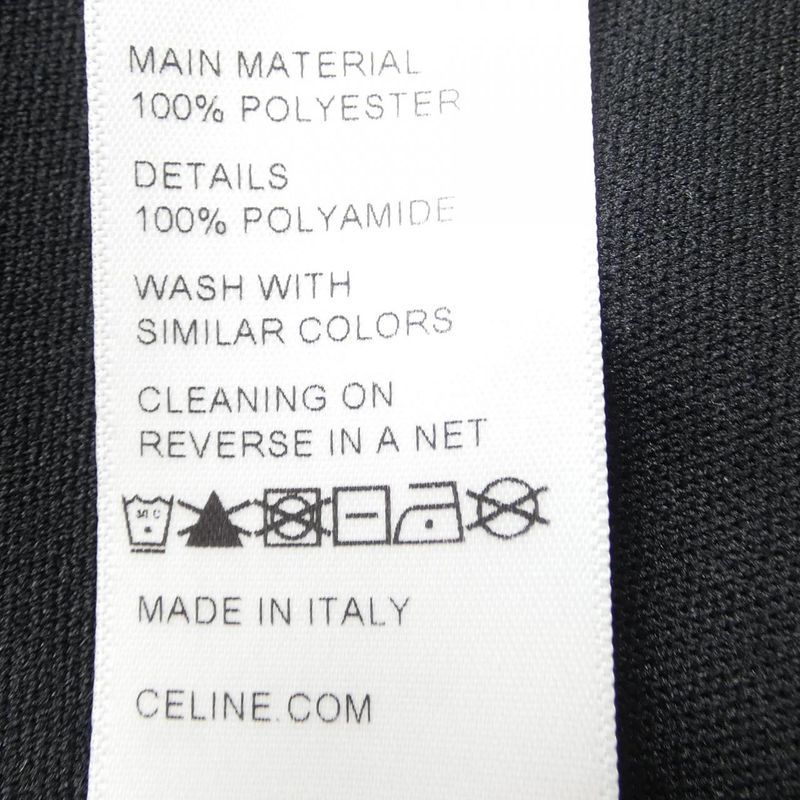 MAIN MATERIAL
100% POLYESTER
DETAILS
100% POLYAMIDE
WASH WITH
SIMILAR COLORS
CLEANING ON
REVERSE IN A NET
MADE IN ITALY
CELINE.COM